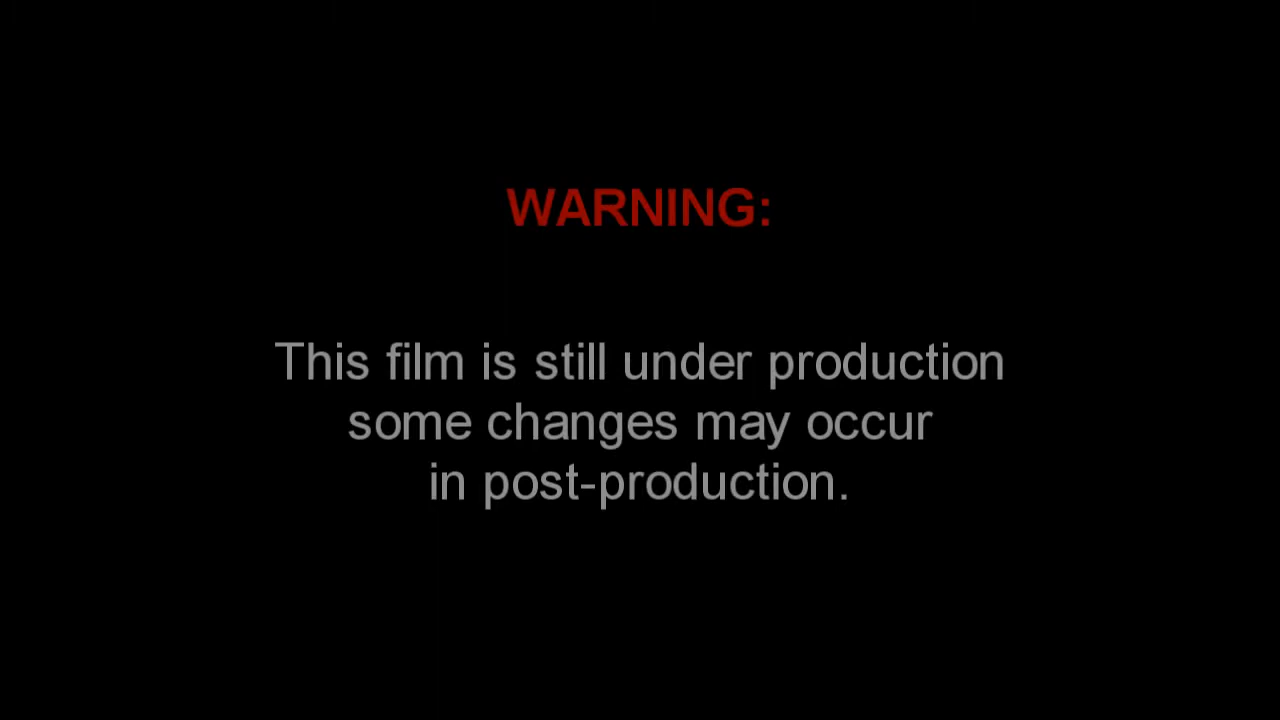 WARNING:
This film is still under production
some changes may occur
in post-production.